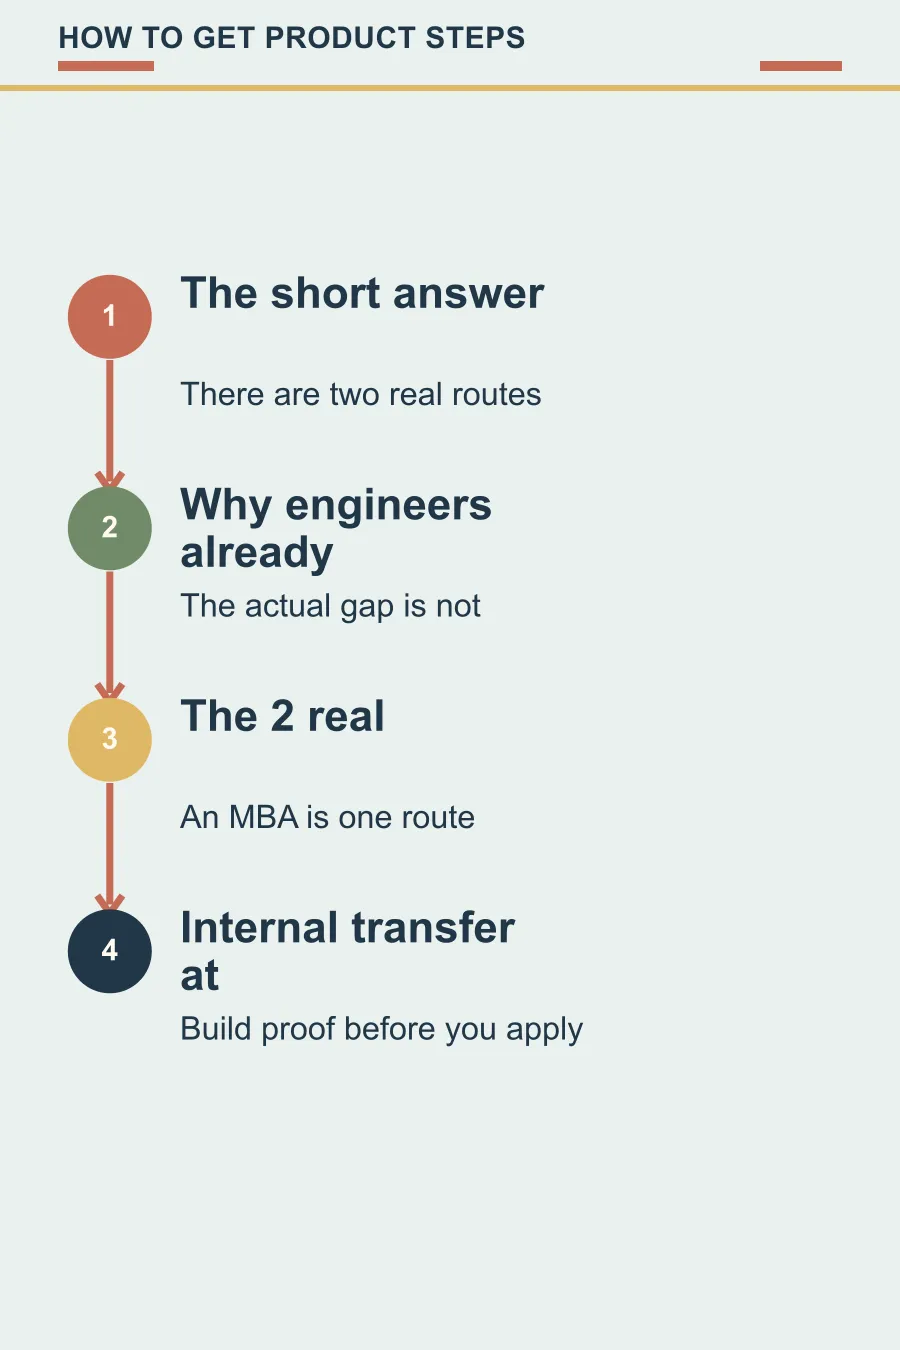 HOW TO GET PRODUCT STEPS
1
The short answer
There are two real routes
2
Why engineers
already
The actual gap is not
3
The 2 real
An MBA is one route
4
Internal transfer
at
Build proof before you apply